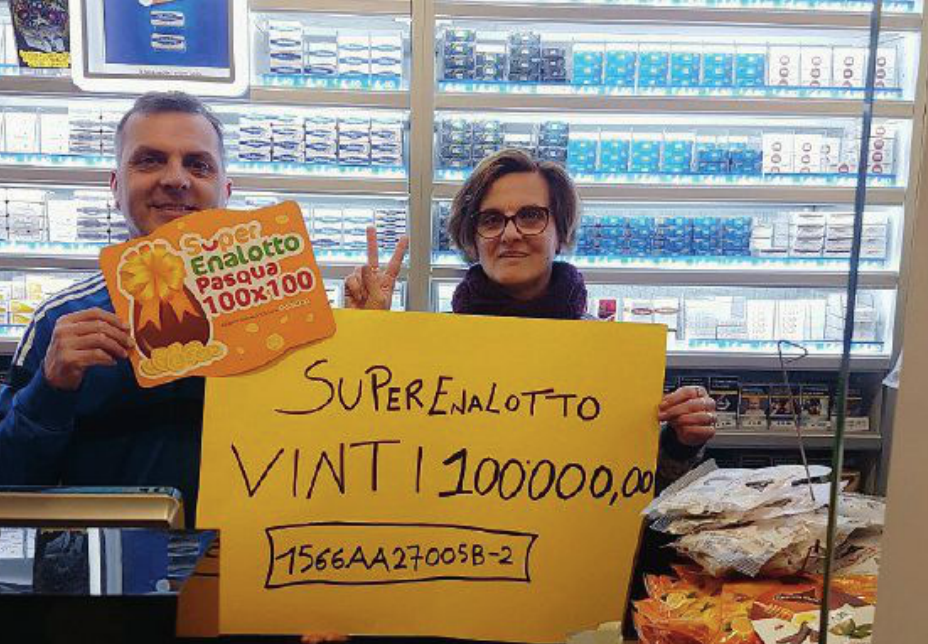 Super
Enalotto
Pasqua
100x100
SUPERENALOTTO
VINTI 100'000,00
1566AA27005B-2